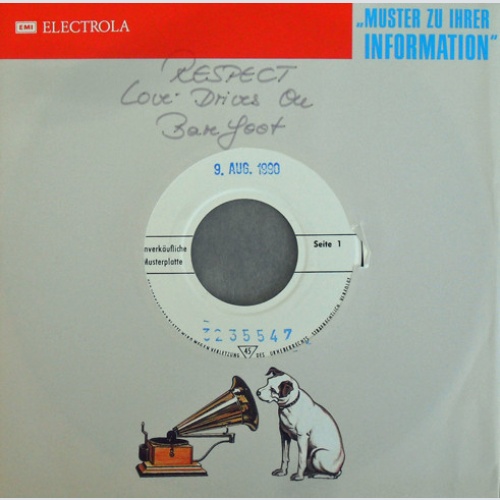 EMI ELECTROLA
„MUSTER ZU IHRER
INFORMATION"
RESPECT
Love Drives On
Barefoot
9. AUG. 1990
nverkäufliche
Musterplatte
Seite 1
3235547
45